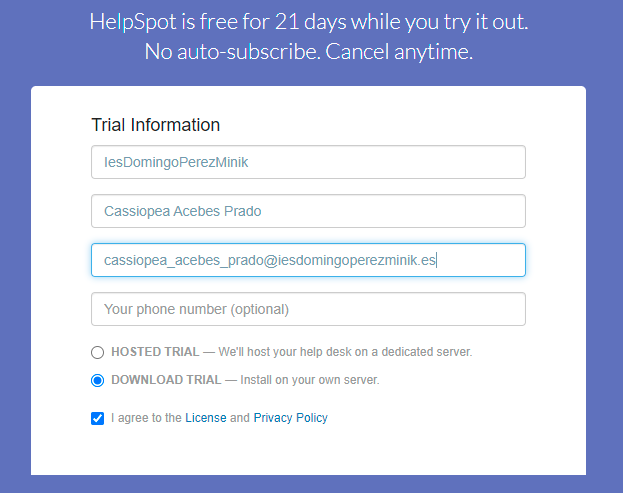 HelpSpot is free for 21 days while you try it out.
No auto-subscribe. Cancel anytime.
Trial Information
IesDomingoPerezMinik
Cassiopea Acebes Prado
cassiopea_acebes_prado@iesdomingoperezminik.es
Your phone number (optional)
HOSTED TRIAL — We'll host your help desk on a dedicated server.
DOWNLOAD TRIAL — Install on your own server.
I agree to the License and Privacy Policy